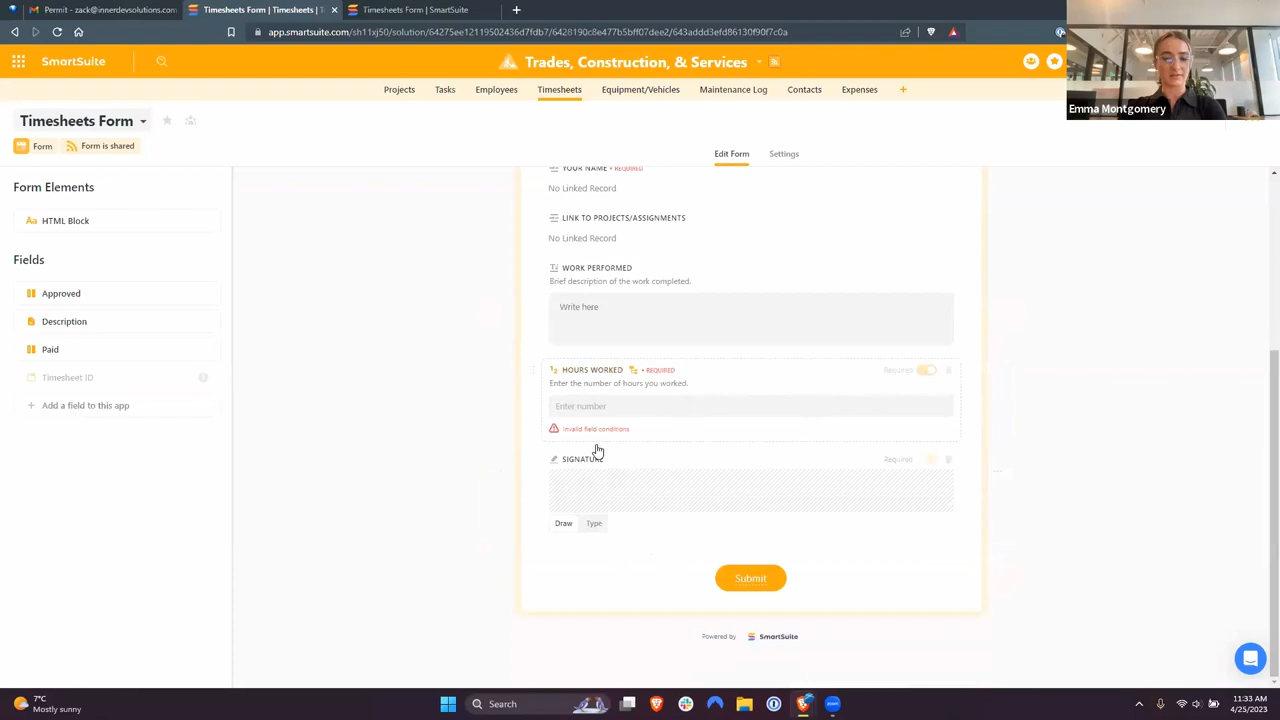 Permit - zack@innerdevsolutions.com
Timesheets Form | Timesheets | 
Timesheets Form | SmartSuite
app.smartsuite.com/sh11xj50/solution/64275ee12119502436d7fdb7/6428190c8e477b5bff07dee2/643addd3efd86130f90f7c0a
SmartSuite
Trades, Construction, & Services
Projects Tasks Employees Timesheets Equipment/Vehicles Maintenance Log Contacts Expenses
Emma Montgomery
Timesheets Form
Form Form is shared
Edit Form Settings
Form Elements
HTML Block
Fields
Approved
Description
Paid
Timesheet ID
Add a field to this app
YOUR NAME • REQUIRED
No Linked Record
LINK TO PROJECTS/ASSIGNMENTS
No Linked Record
WORK PERFORMED
Brief description of the work completed.
Write here
HOURS WORKED • REQUIRED Required
Enter the number of hours you worked.
Enter number
Invalid field conditions
SIGNATURE Required
Draw Type
Submit
Powered by SmartSuite
7°C
Mostly sunny
Search
11:33 AM
4/25/2023